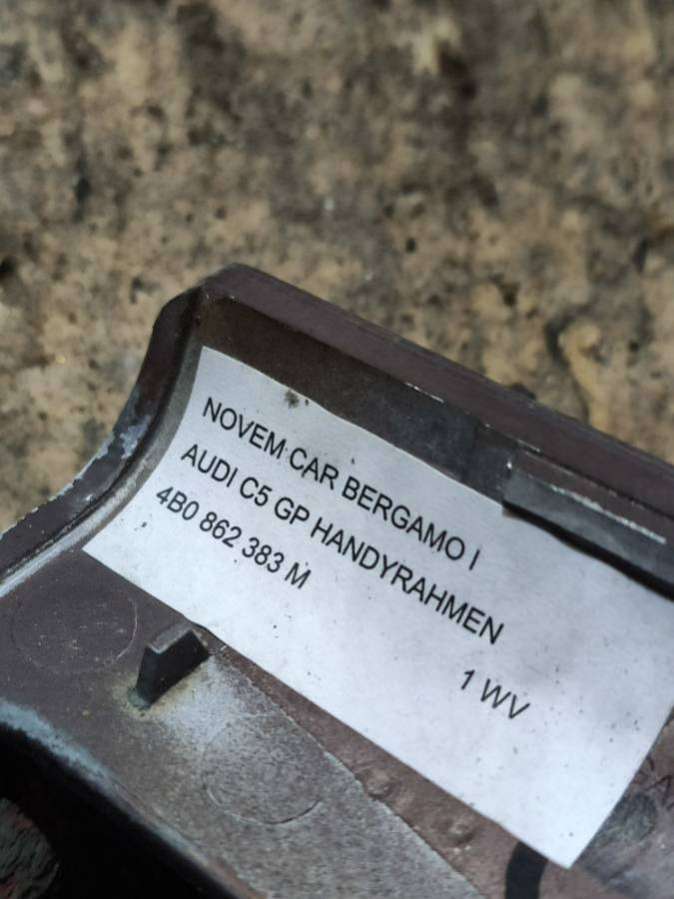 NOVEM CAR BERGAMO I
AUDI C5 GP HANDYRAHMEN
4B0 862 383 M
1 WV